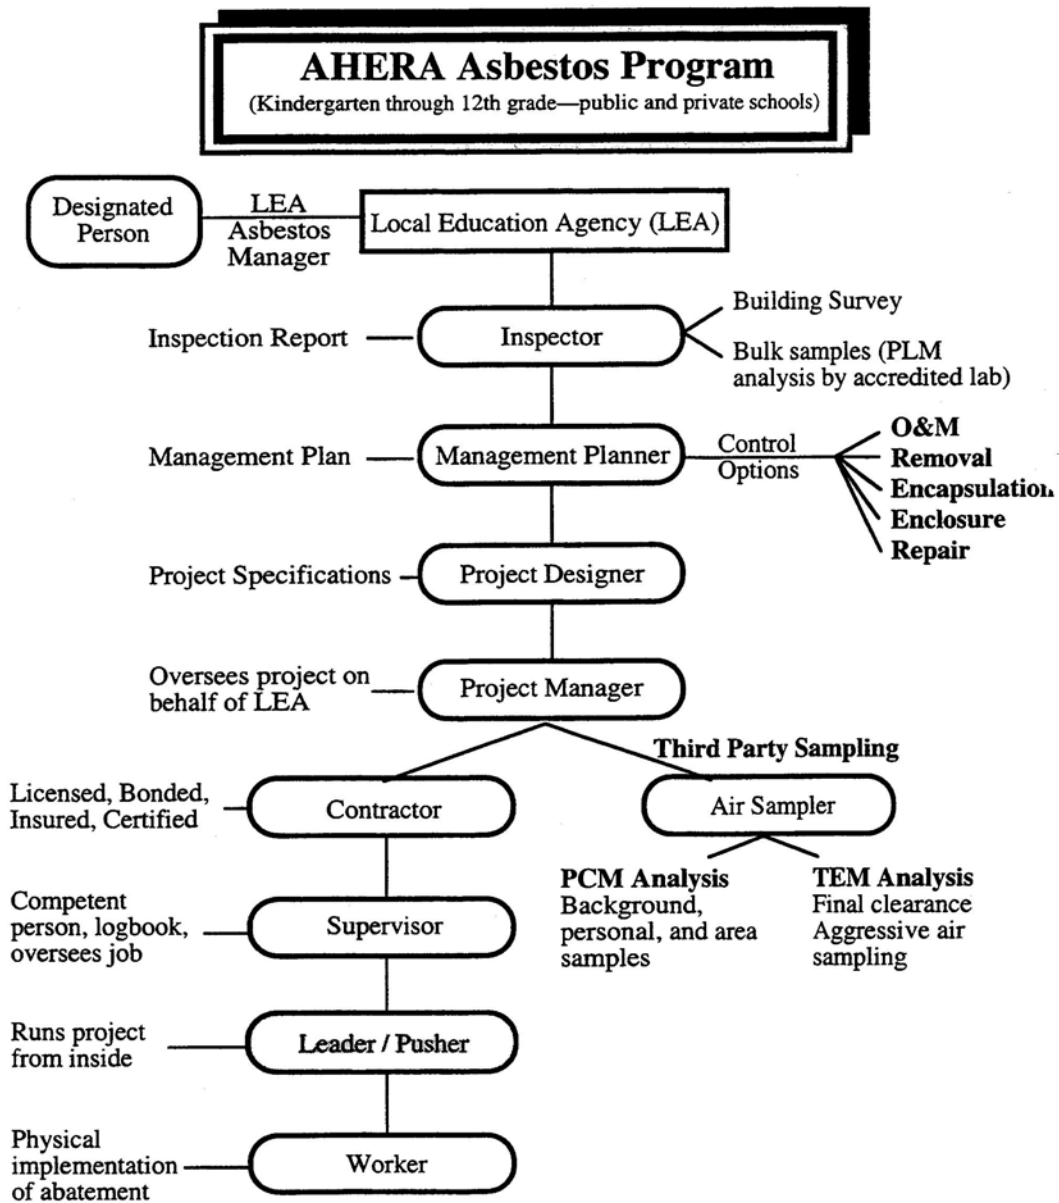 AHERA Asbestos Program
(Kindergarten through 12th grade—public and private schools)
Designated
Person
LEA
Asbestos
Manager
Local Education Agency (LEA)
Inspection Report
Inspector
Building Survey
Bulk samples (PLM
analysis by accredited lab)
Management Plan
Management Planner
Control
Options
O&M
Removal
Encapsulation
Enclosure
Repair
Project Specifications
Project Designer
Oversees project on
behalf of LEA
Project Manager
Third Party Sampling
Licensed, Bonded,
Insured, Certified
Contractor
Air Sampler
PCM Analysis
Background,
personal, and area
samples
TEM Analysis
Final clearance
Aggressive air
sampling
Competent
person, logbook,
oversees job
Supervisor
Runs project
from inside
Leader / Pusher
Physical
implementation
of abatement
Worker